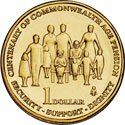 CENTENARY OF COMMONWEALTH AGE PENSION
1
DOLLAR
SECURITY - SUPPORT - DIGNITY